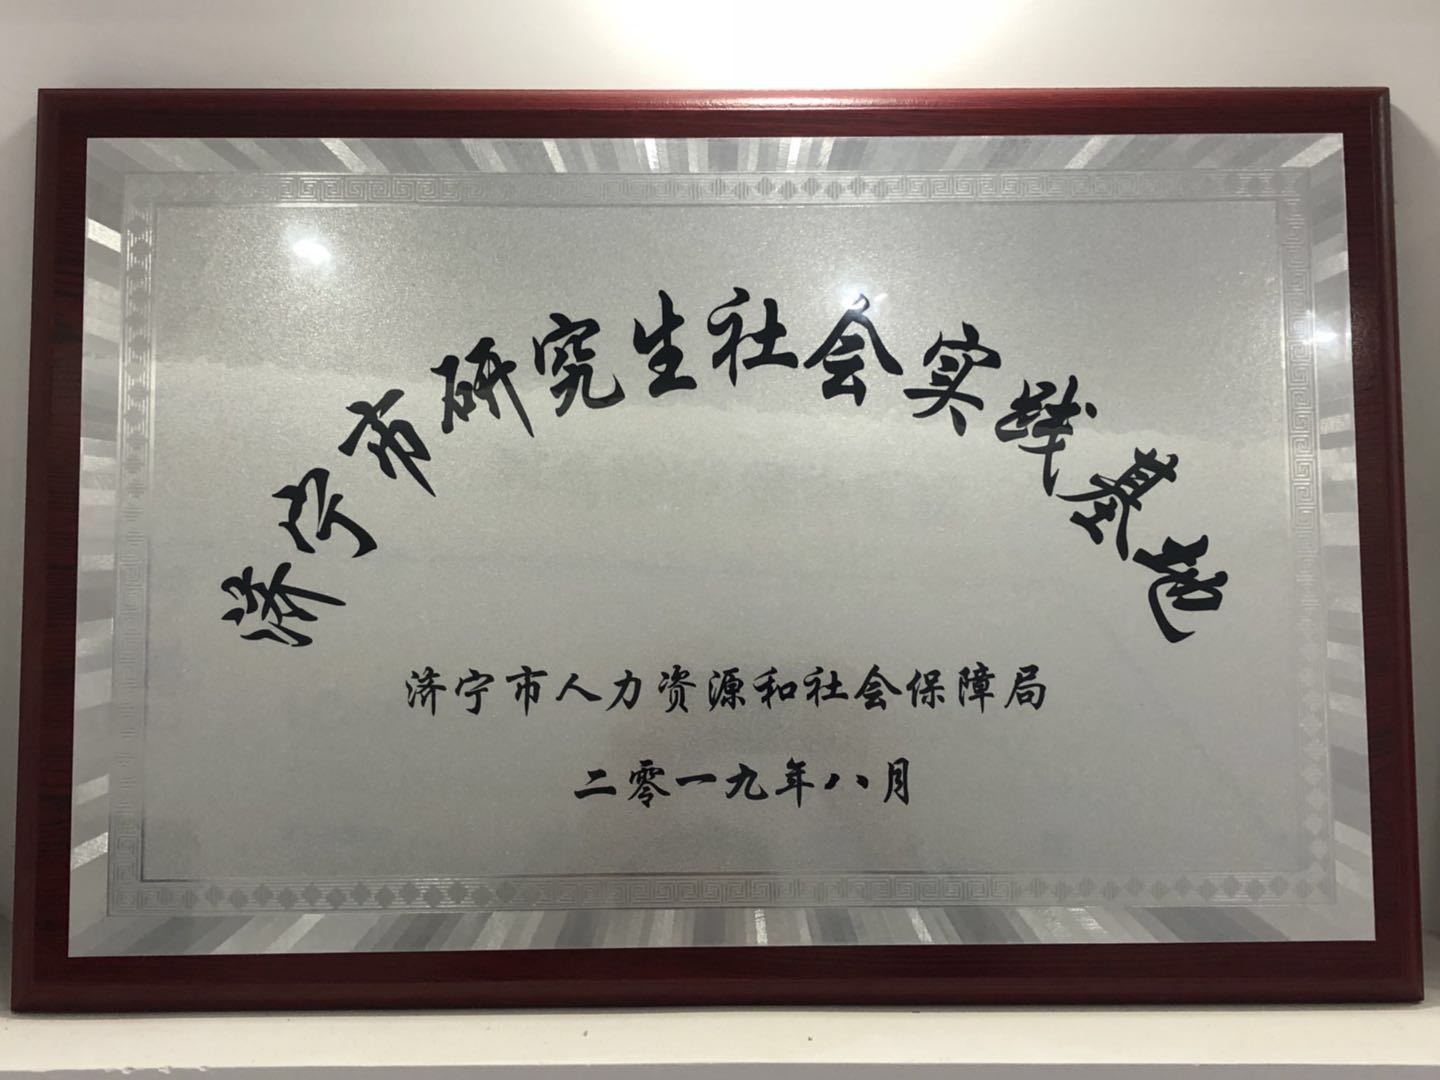 济宁市研究生社会实践基地
济宁市人力资源和社会保障局
二零一九年八月